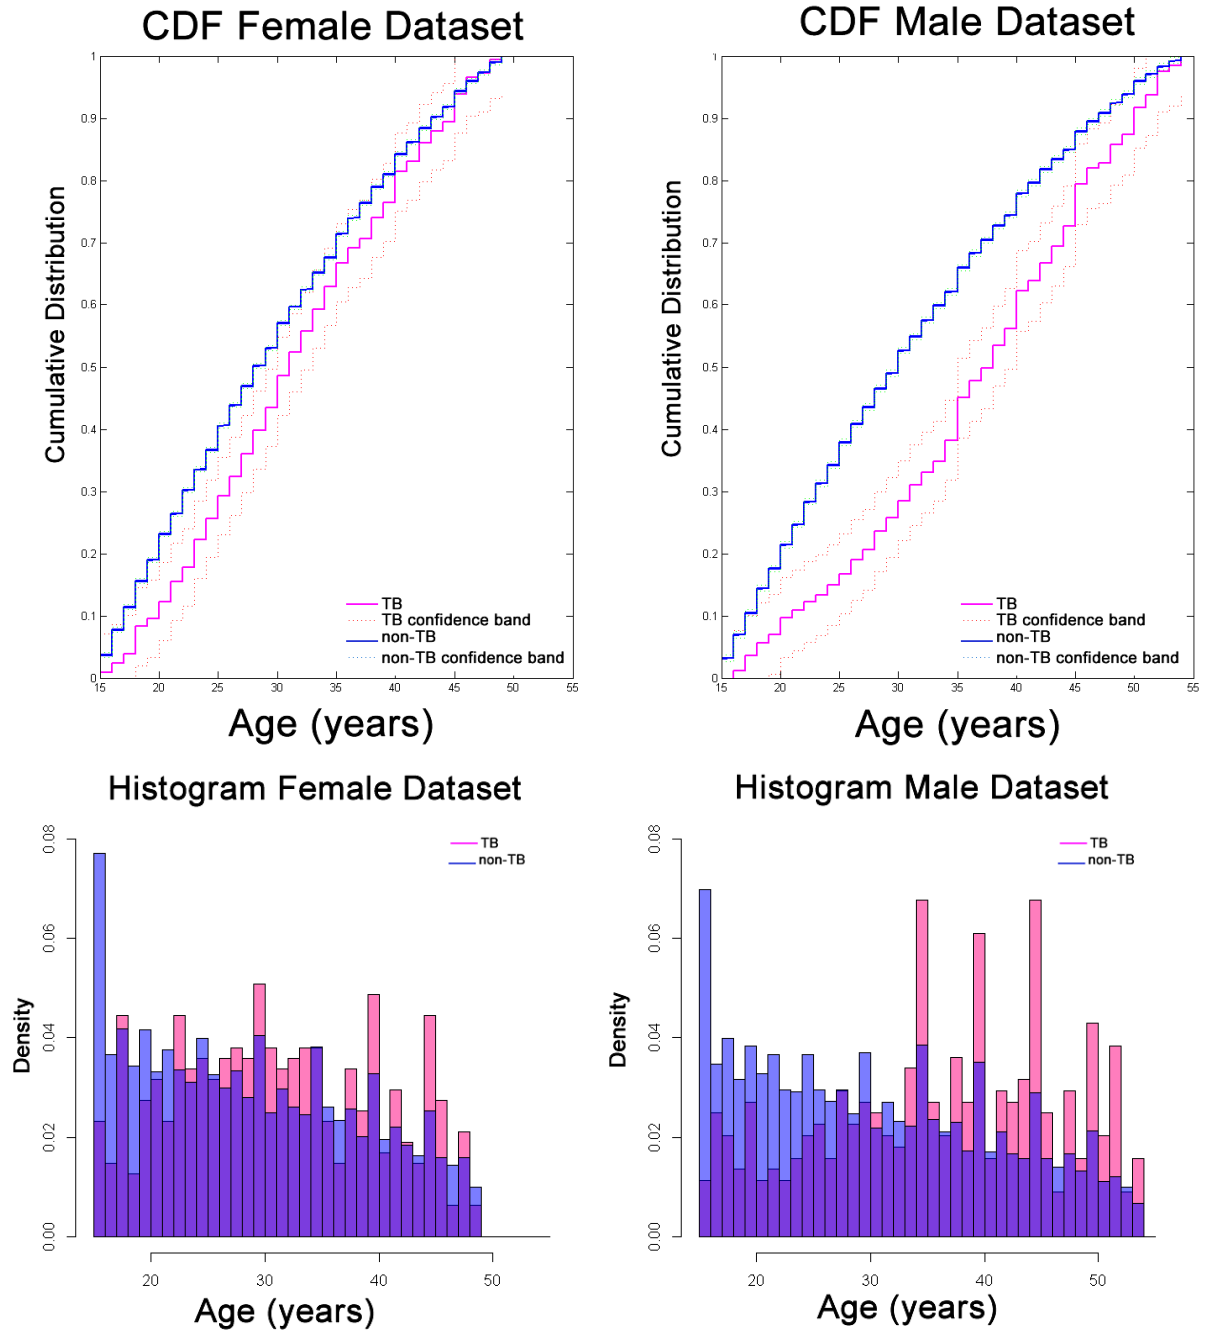 CDF Female Dataset
1
0.9
0.8
0.7
0.6
0.5
0.4
0.3
0.2
0.1
0
Cumulative Distribution
TB
TB confidence band
non-TB
non-TB confidence band
15 20 25 30 35 40 45 50 55
Age (years)
CDF Male Dataset
1
0.9
0.8
0.7
0.6
0.5
0.4
0.3
0.2
0.1
0
Cumulative Distribution
TB
TB confidence band
non-TB
non-TB confidence band
15 20 25 30 35 40 45 50 55
Age (years)
Histogram Female Dataset
TB
non-TB
0.08
0.06
0.04
0.02
0.00
Density
20 30 40 50
Age (years)
Histogram Male Dataset
TB
non-TB
0.08
0.06
0.04
0.02
0.00
Density
20 30 40 50
Age (years)